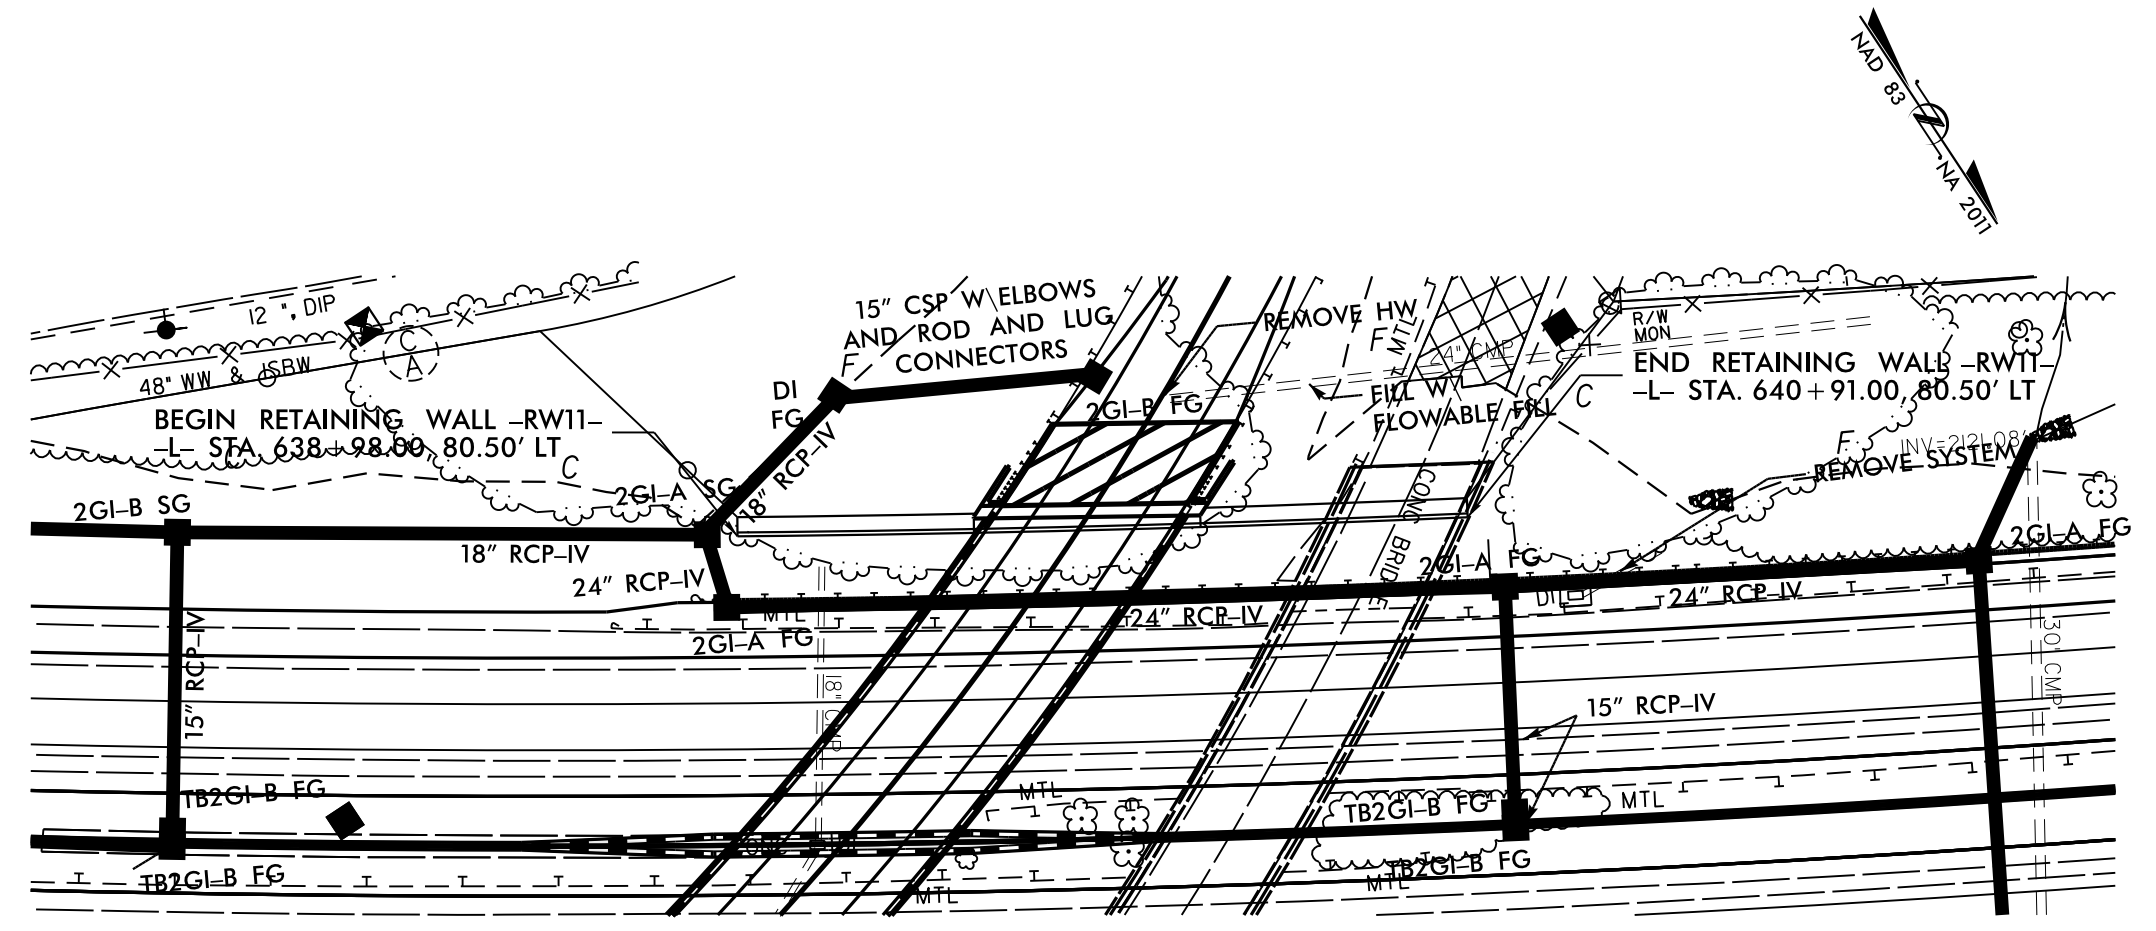 NAD 83
NA 2011
12 ", DIP
48" WW & ISBW
C
A
BEGIN RETAINING WALL –RW11–
–L– STA. 638+98.00, 80.50' LT
C
C
15" CSP W\ELBOWS
AND ROD AND LUG
CONNECTORS
F
DI
FG
18" RCP–IV
2GI–B FG
REMOVE HW
F
MTL
24" CMP
FILL W\
FLOWABLE FILL
R/W
MON
END RETAINING WALL –RW11–
–L– STA. 640+91.00, 80.50' LT
C
F
INV=2121.08'
REMOVE SYSTEM
2GI–B SG
2GI–A SG
18" RCP–IV
24" RCP–IV
MTL
2GI–A FG
24" RCP–IV
CONC BRIDGE
2GI–A FG
DI
24" RCP–IV
2GI–A FG
15" RCP–IV
18" CMP
15" RCP–IV
30" CMP
TB2GI–B FG
TB2GI–B FG
MTL
MTL
TB2GI–B FG
MTL
TB2GI–B FG
MTL